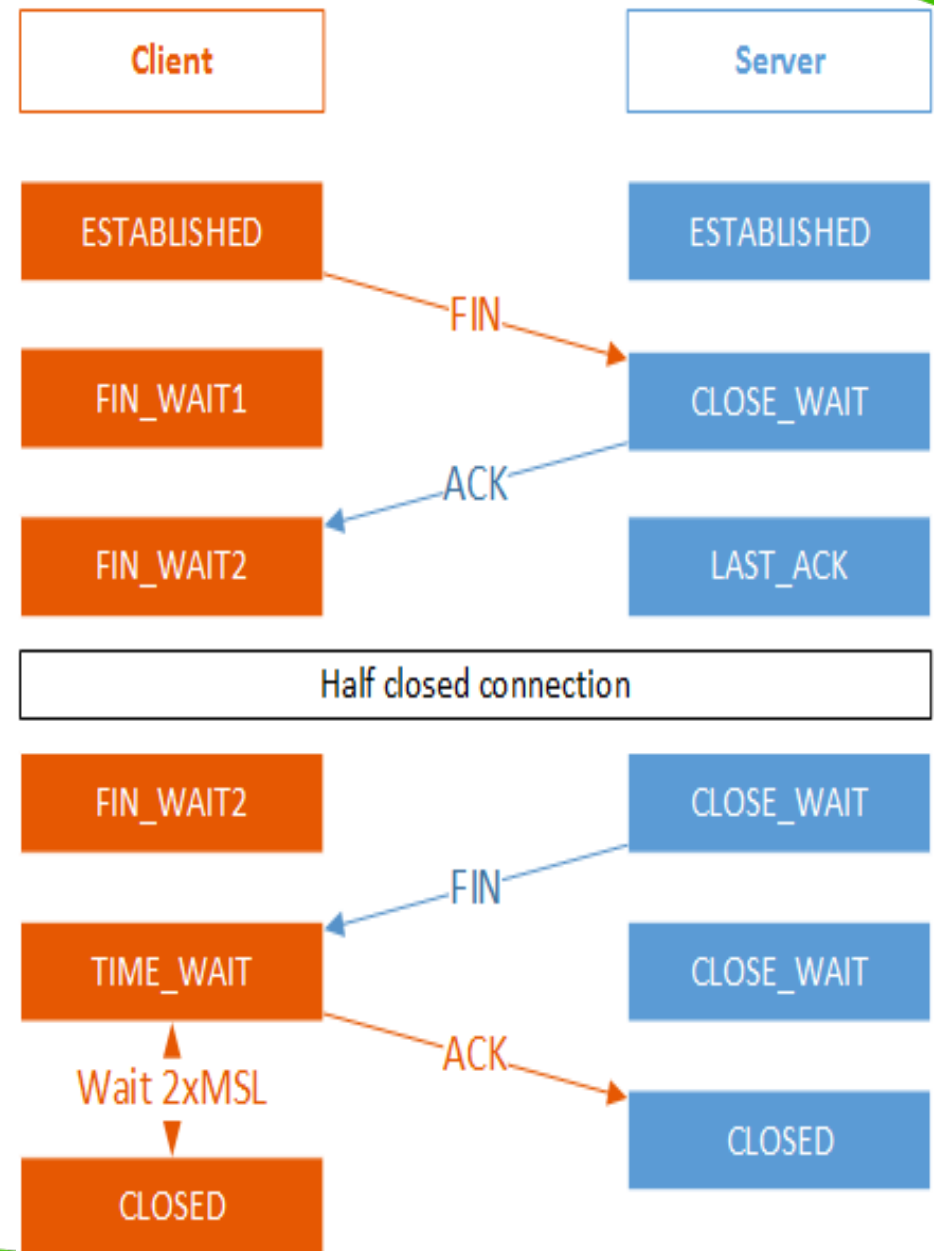 Client
Server
ESTABLISHED
ESTABLISHED
FIN
FIN_WAIT1
CLOSE_WAIT
ACK
FIN_WAIT2
LAST_ACK
Half closed connection
FIN_WAIT2
CLOSE_WAIT
FIN
TIME_WAIT
CLOSE_WAIT
ACK
Wait 2xMSL
CLOSED
CLOSED